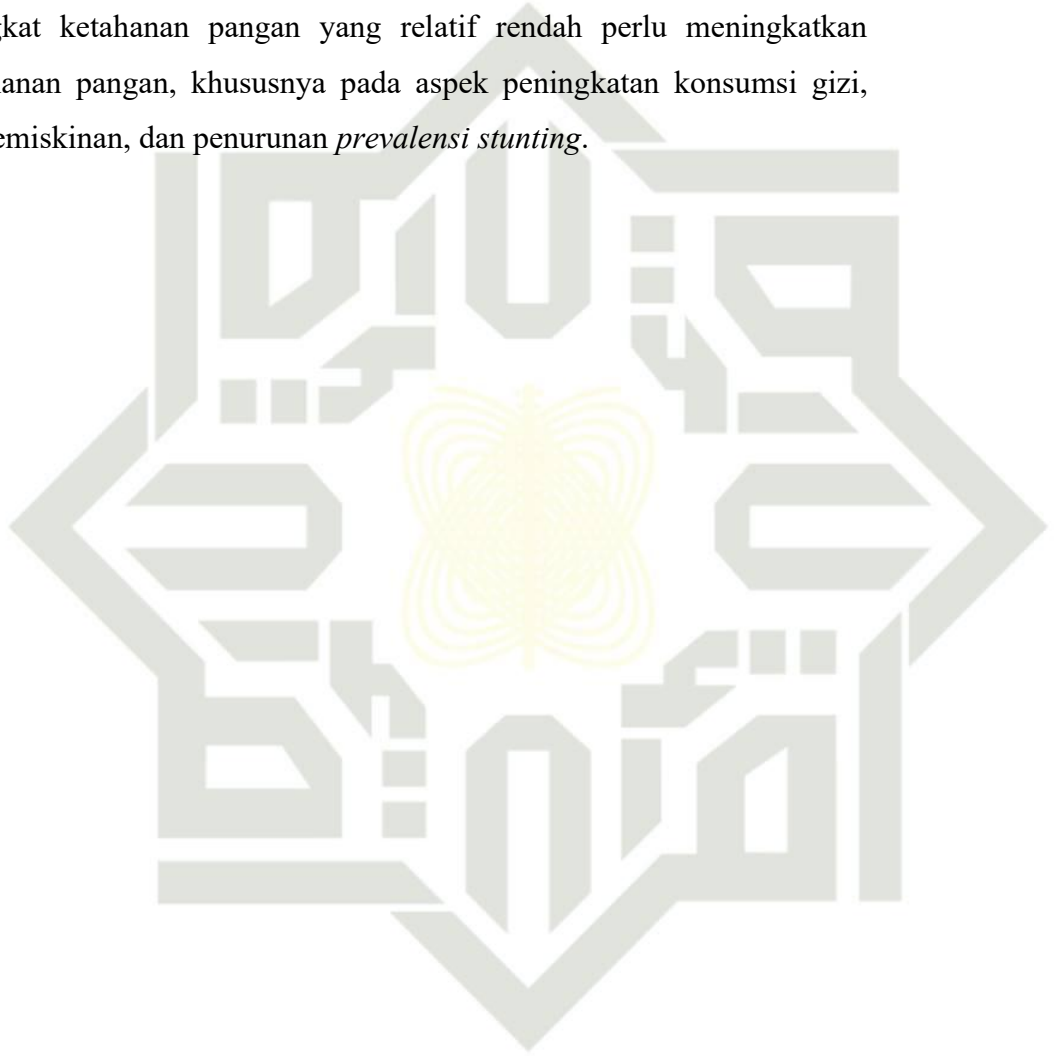 gkat ketahanan pangan yang relatif rendah perlu meningkatkan
anan pangan, khususnya pada aspek peningkatan konsumsi gizi,
emiskinan, dan penurunan prevalensi stunting.